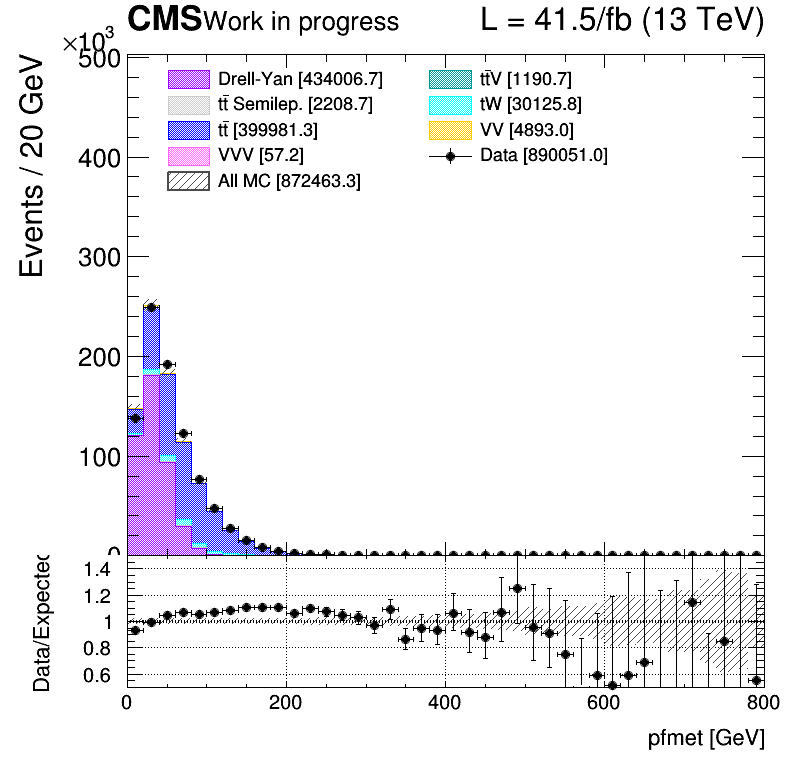 CMS Work in progress L = 41.5/fb (13 TeV)
×10³
Events / 20 GeV
500
400
300
200
100
0
Drell-Yan [434006.7]
tt̄ Semilep. [2208.7]
tt̄ [399981.3]
VVV [57.2]
All MC [872463.3]
tt̄V [1190.7]
tW [30125.8]
VV [4893.0]
Data [890051.0]
Data/Expected
1.4
1.2
1
0.8
0.6
0 200 400 600 800
pfmet [GeV]